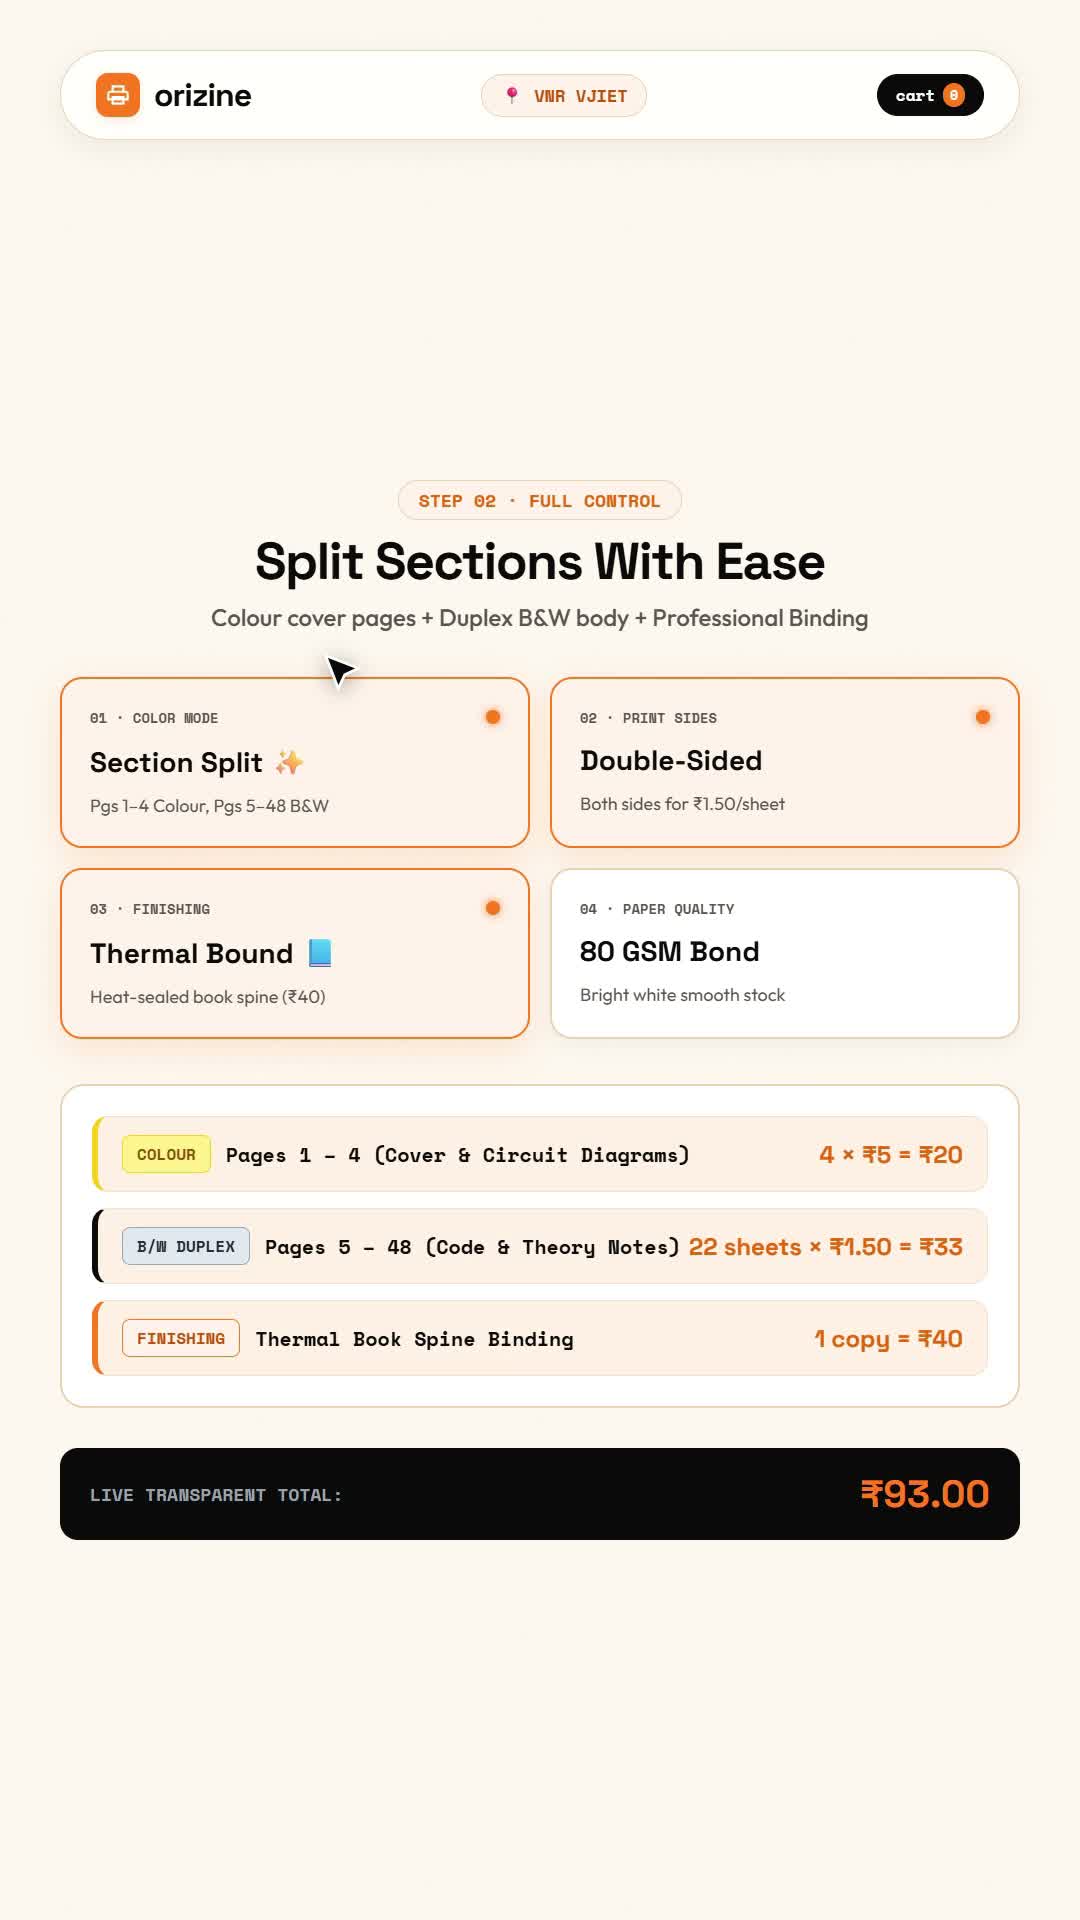 orizine
VNR VJIET
cart 0
STEP 02 · FULL CONTROL
Split Sections With Ease
Colour cover pages + Duplex B&W body + Professional Binding
01 · COLOR MODE
Section Split ✨
Pgs 1–4 Colour, Pgs 5–48 B&W
02 · PRINT SIDES
Double-Sided
Both sides for ₹1.50/sheet
03 · FINISHING
Thermal Bound 📘
Heat-sealed book spine (₹40)
04 · PAPER QUALITY
80 GSM Bond
Bright white smooth stock
COLOUR Pages 1 – 4 (Cover & Circuit Diagrams) 4 × ₹5 = ₹20
B/W DUPLEX Pages 5 – 48 (Code & Theory Notes) 22 sheets × ₹1.50 = ₹33
FINISHING Thermal Book Spine Binding 1 copy = ₹40
LIVE TRANSPARENT TOTAL: ₹93.00